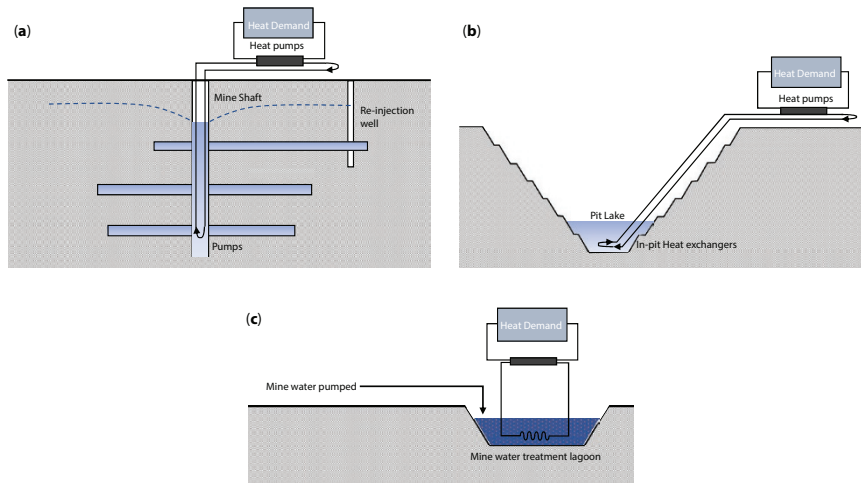 (a)
Heat Demand
Heat pumps
Mine Shaft
Re-injection
well
Pumps
(b)
Heat Demand
Heat pumps
Pit Lake
In-pit Heat exchangers
(c)
Heat Demand
Mine water pumped
Mine water treatment lagoon